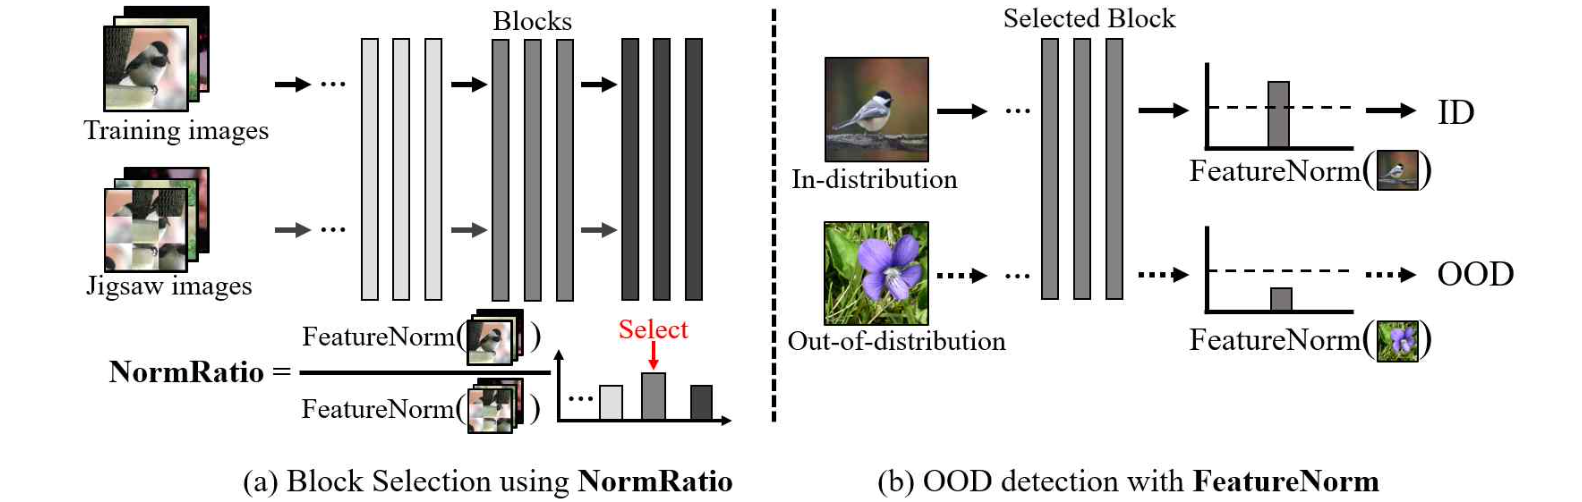 Blocks
Training images
Jigsaw images
NormRatio =
FeatureNorm( )
FeatureNorm( )
Select
(a) Block Selection using NormRatio
Selected Block
In-distribution
Out-of-distribution
FeatureNorm( )
ID
FeatureNorm( )
OOD
(b) OOD detection with FeatureNorm